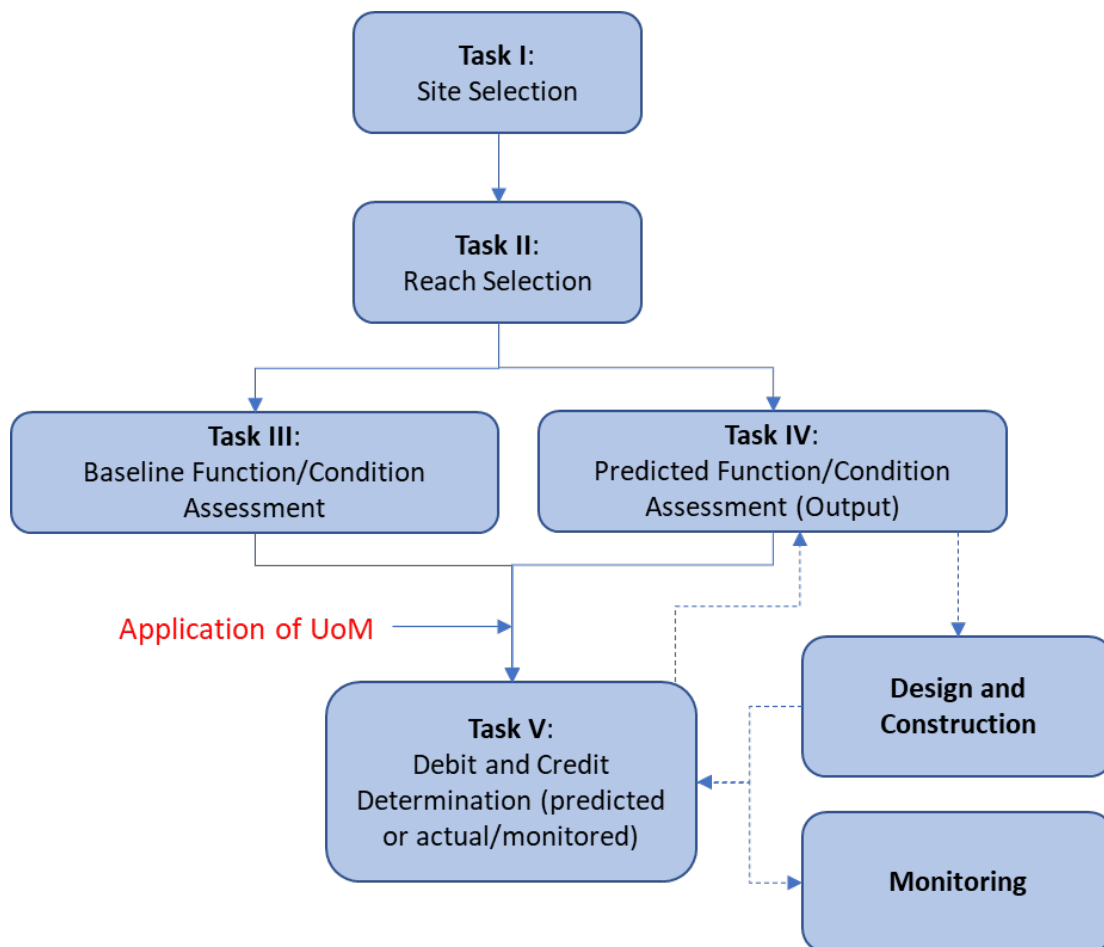 Task I:
Site Selection
Task II:
Reach Selection
Task III:
Baseline Function/Condition
Assessment
Task IV:
Predicted Function/Condition
Assessment (Output)
Application of UoM
Design and
Construction
Task V:
Debit and Credit
Determination (predicted
or actual/monitored)
Monitoring